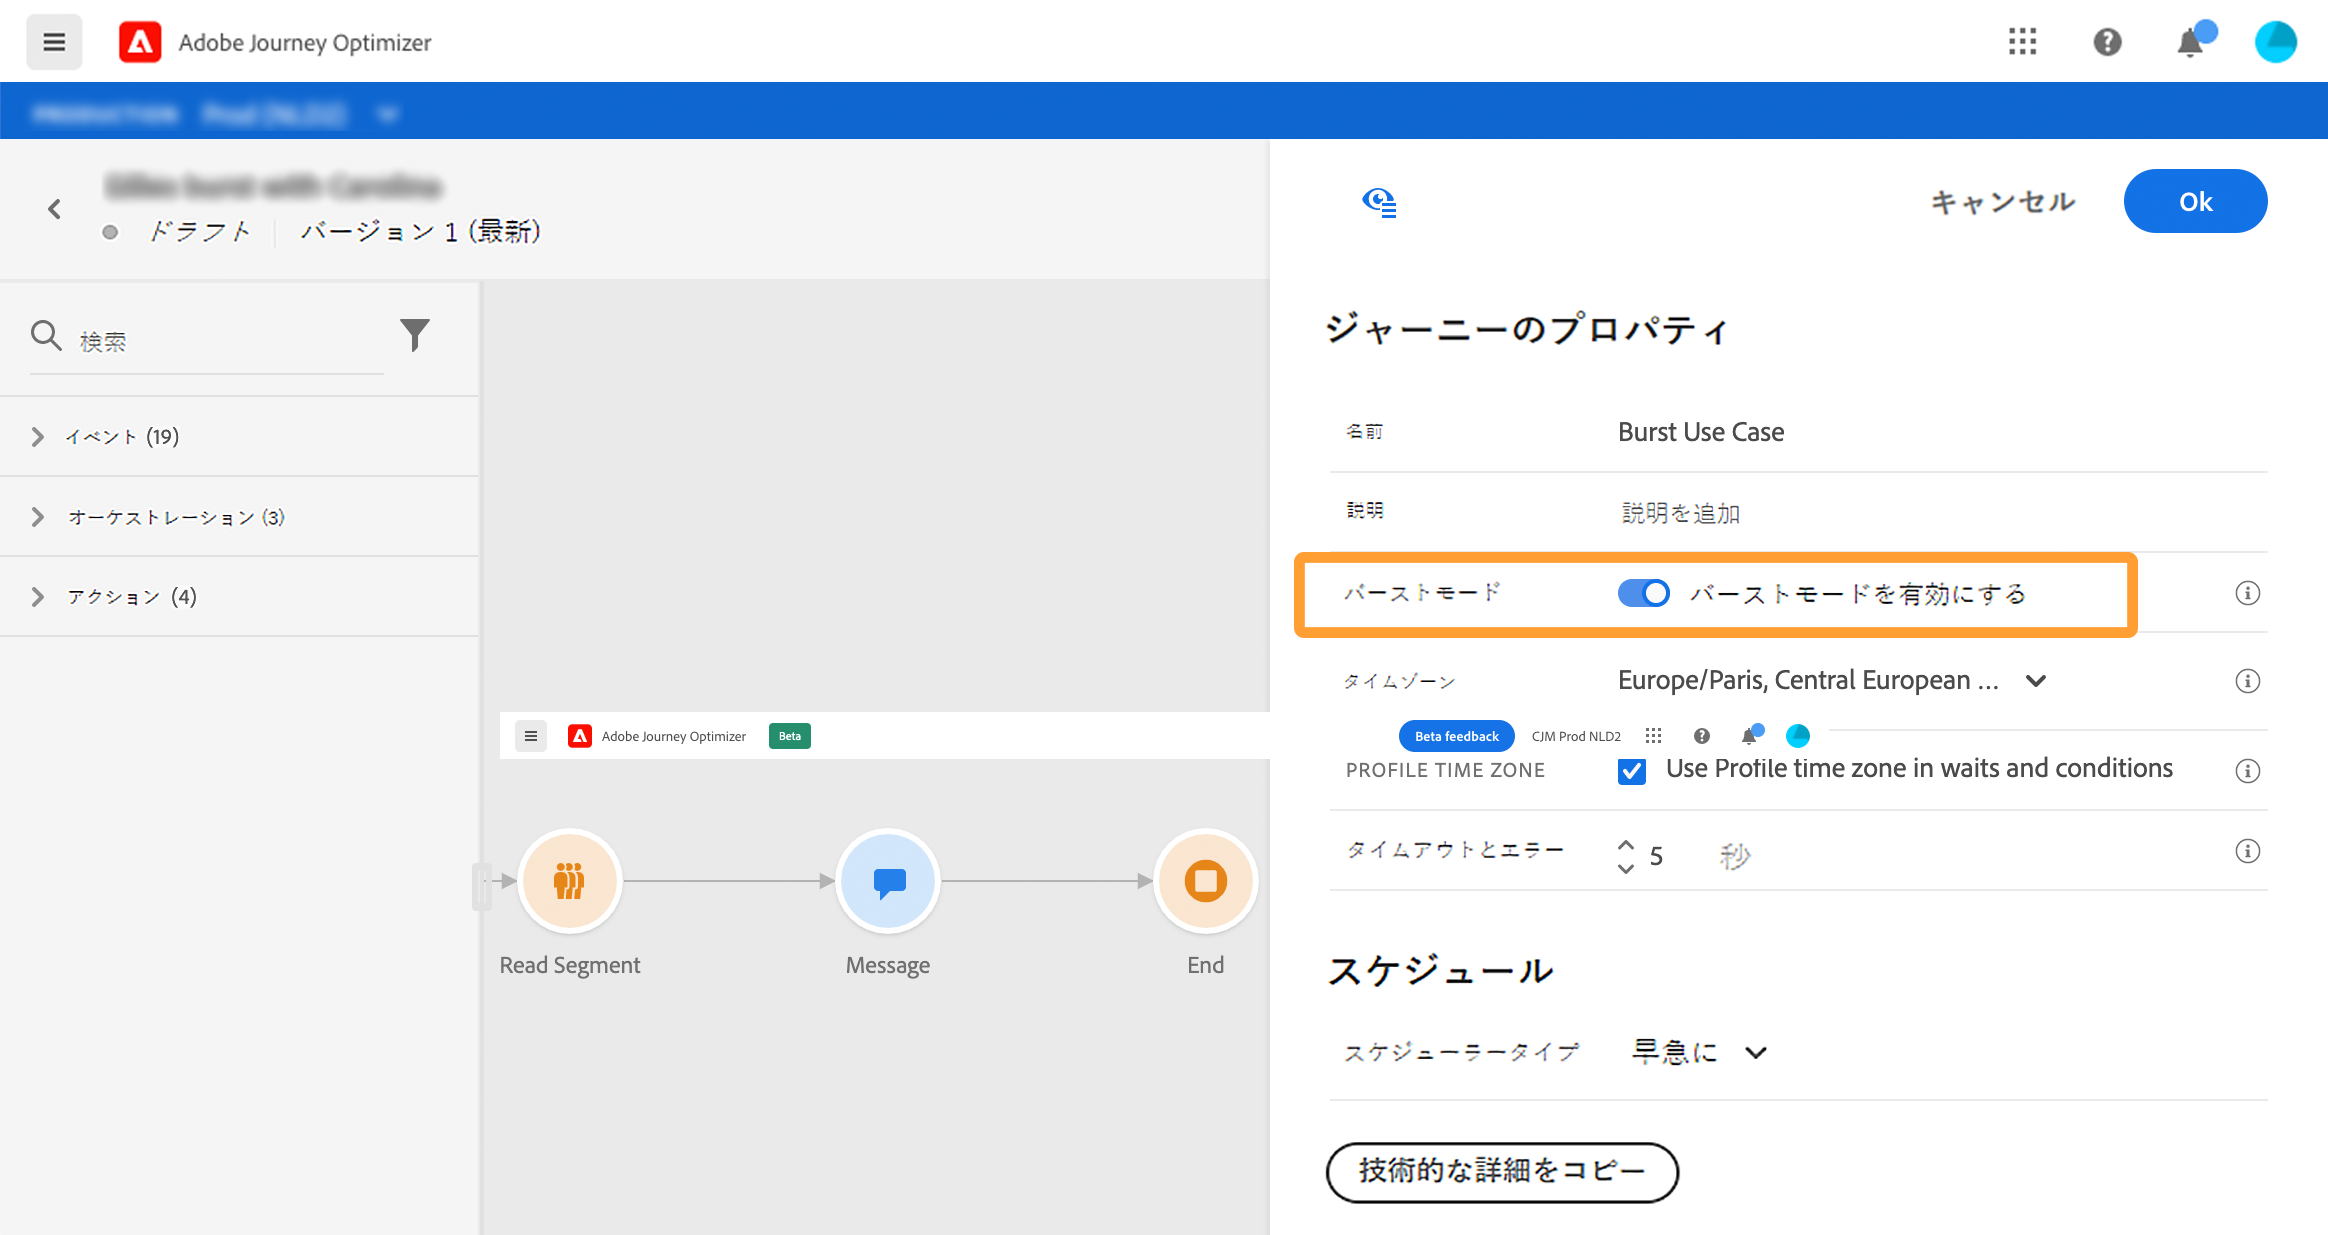 Adobe Journey Optimizer
ドラフト
バージョン 1 (最新)
検索
イベント (19)
オーケストレーション (3)
アクション (4)
Adobe Journey Optimizer
Beta
Read Segment
Message
End
キャンセル
Ok
ジャーニーのプロパティ
名前
Burst Use Case
説明
説明を追加
バーストモード
バーストモードを有効にする
タイムゾーン
Europe/Paris, Central European ...
Beta feedback
CJM Prod NLD2
PROFILE TIME ZONE
Use Profile time zone in waits and conditions
タイムアウトとエラー
5
秒
スケジュール
スケジューラータイプ
早急に
技術的な詳細をコピー